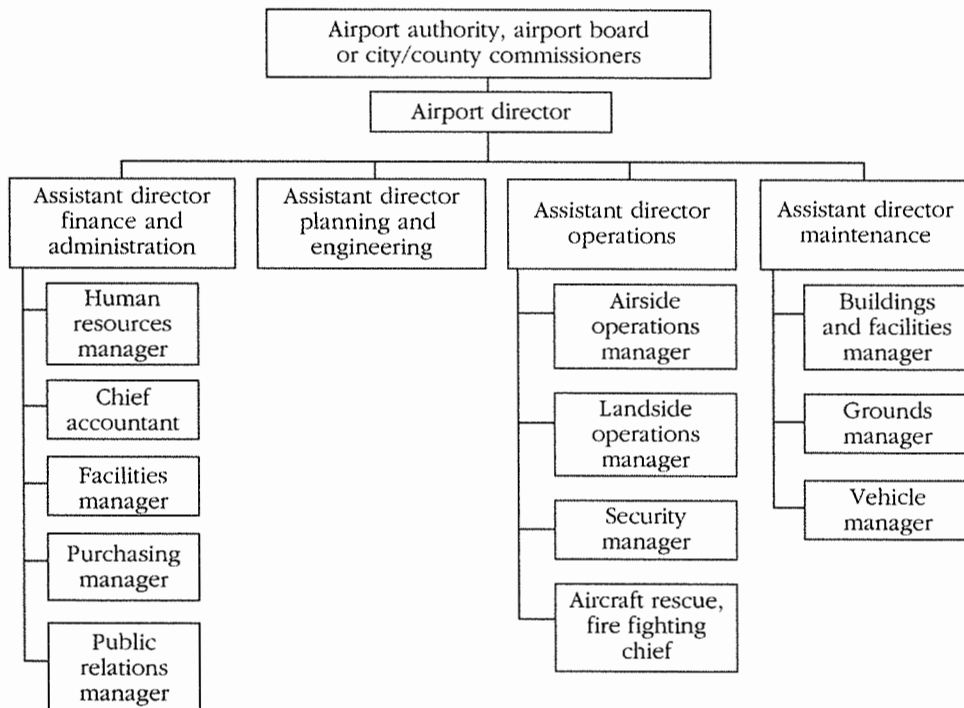 Airport authority, airport board
or city/county commissioners
Airport director
Assistant director
finance and
administration
Assistant director
planning and
engineering
Assistant director
operations
Assistant director
maintenance
Human
resources
manager
Chief
accountant
Facilities
manager
Purchasing
manager
Public
relations
manager
Airside
operations
manager
Landside
operations
manager
Security
manager
Aircraft rescue,
fire fighting
chief
Buildings
and facilities
manager
Grounds
manager
Vehicle
manager